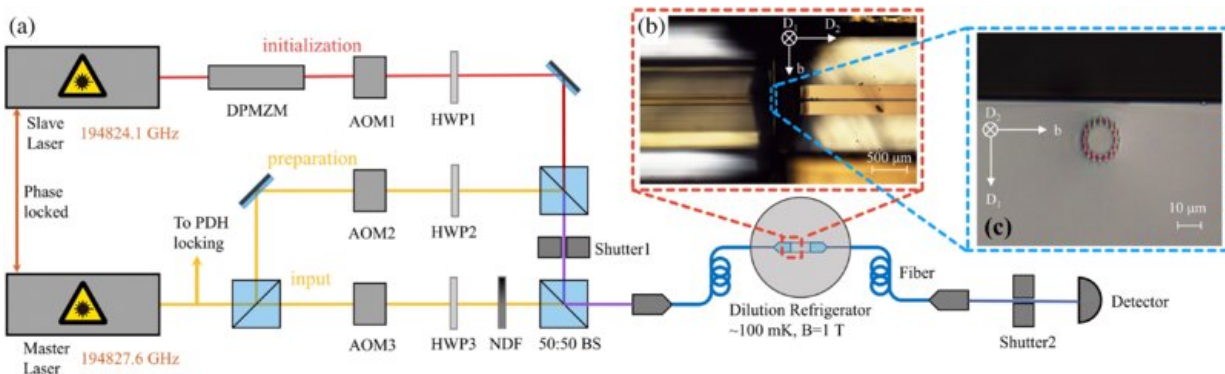 (a)
initialization
Slave
Laser
194824.1 GHz
DPMZM
AOM1
HWP1
Phase
locked
preparation
To PDH
locking
AOM2
HWP2
Shutter1
input
Master
Laser
194827.6 GHz
AOM3
HWP3
NDF
50:50 BS
(b)
D1
D2
b
500 μm
D2
b
D1
(c)
10 μm
Fiber
Dilution Refrigerator
~100 mK, B=1 T
Shutter2
Detector